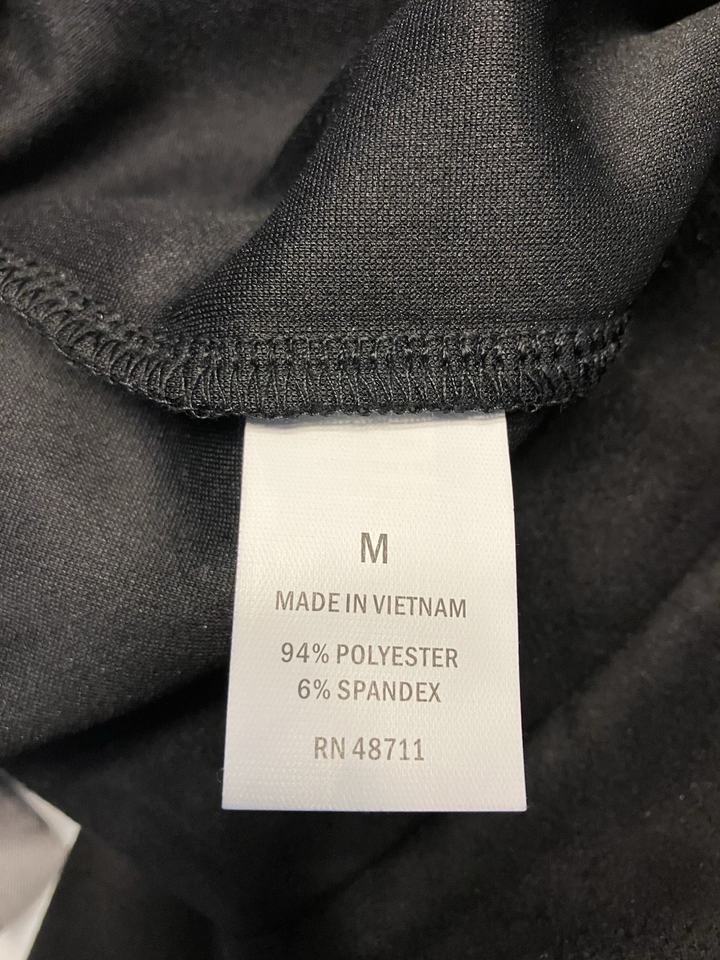 M
MADE IN VIETNAM
94% POLYESTER
6% SPANDEX
RN 48711